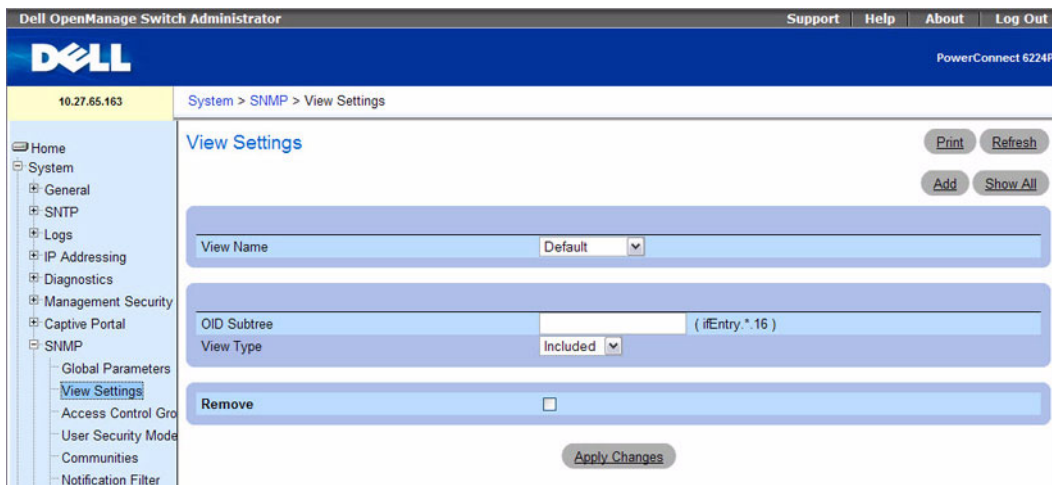 Dell OpenManage Switch Administrator
Support Help About Log Out
DELL
PowerConnect 6224P
10.27.65.163
System > SNMP > View Settings
Home
System
General
SNTP
Logs
IP Addressing
Diagnostics
Management Security
Captive Portal
SNMP
Global Parameters
View Settings
Access Control Gro
User Security Mode
Communities
Notification Filter
View Settings
Print Refresh
Add Show All
View Name Default
OID Subtree ( ifEntry.*.16 )
View Type Included
Remove
Apply Changes